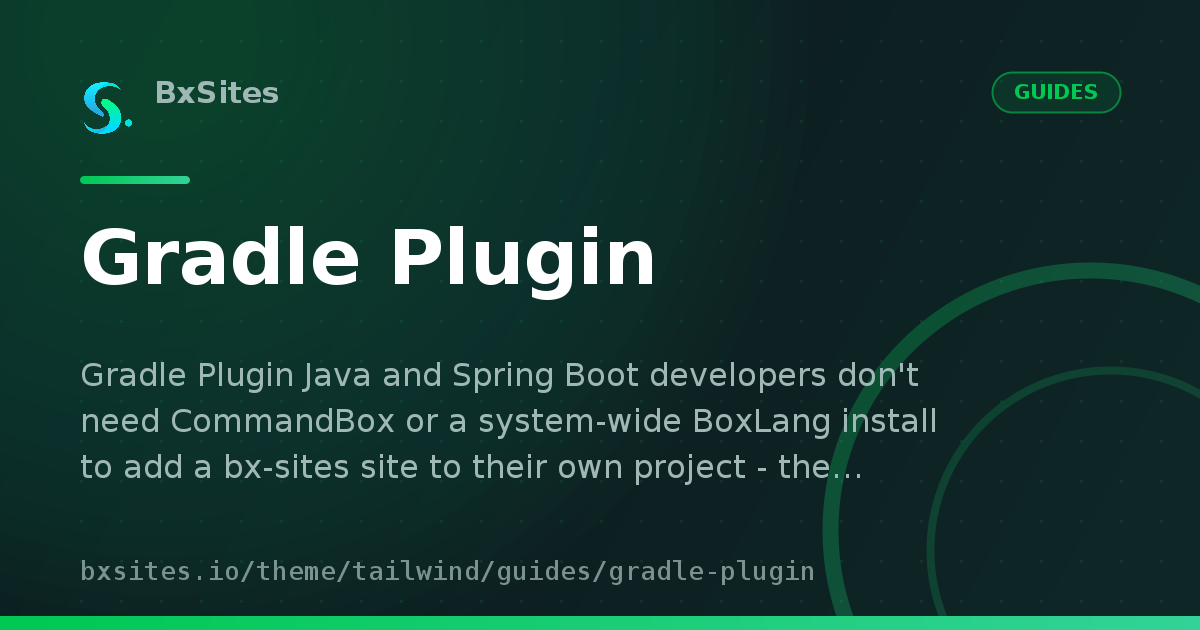 BxSites
GUIDES
Gradle Plugin
Gradle Plugin Java and Spring Boot developers don't
need CommandBox or a system-wide BoxLang install
to add a bx-sites site to their own project - the...
bxsites.io/theme/tailwind/guides/gradle-plugin